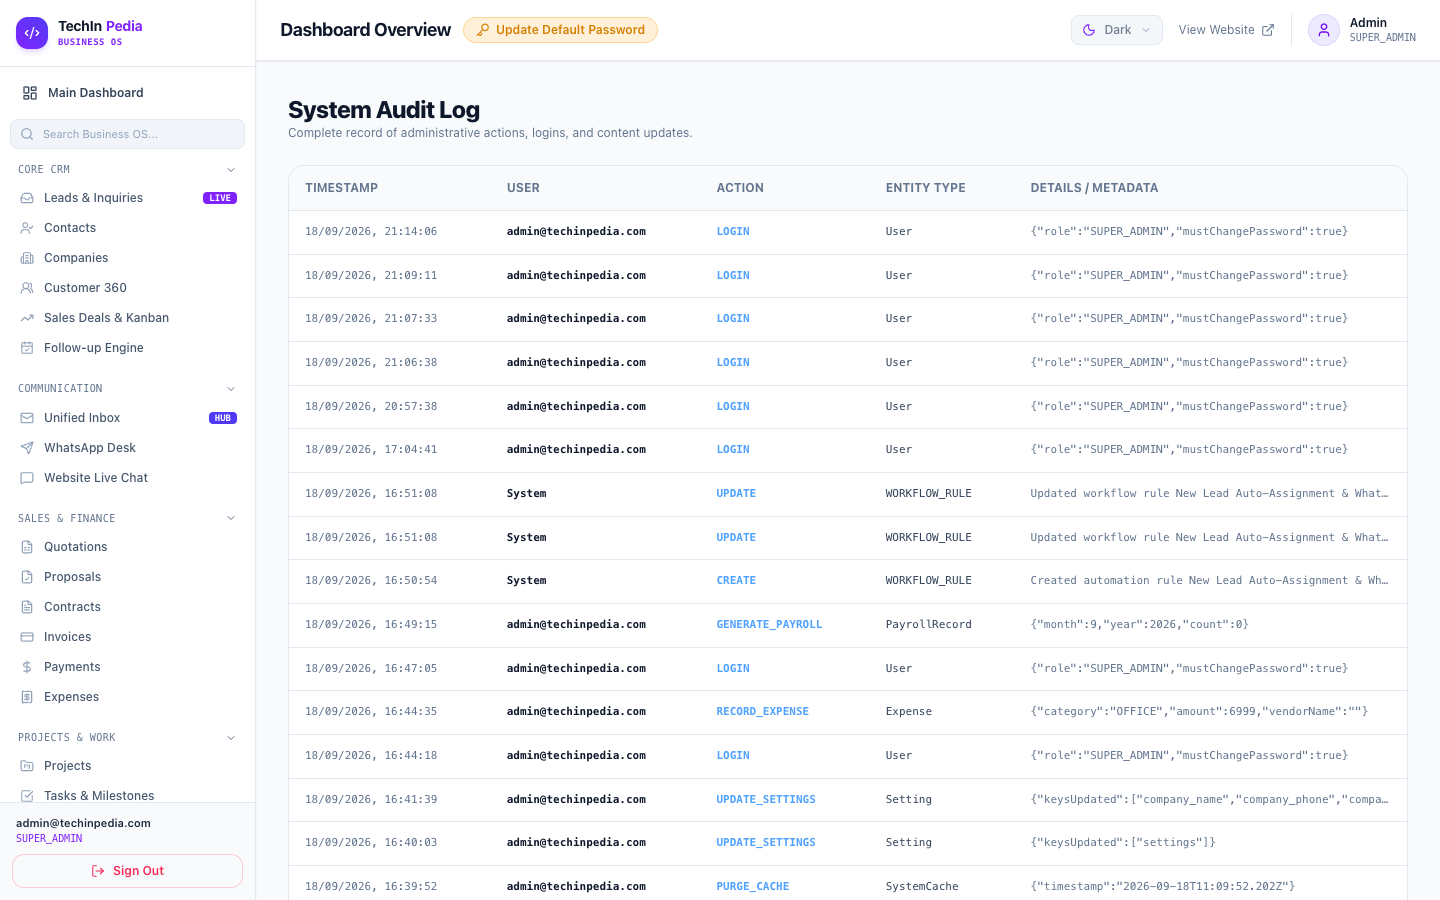 TechIn Pedia
BUSINESS OS
Main Dashboard
Search Business OS...
CORE CRM
Leads & Inquiries LIVE
Contacts
Companies
Customer 360
Sales Deals & Kanban
Follow-up Engine
COMMUNICATION
Unified Inbox HUB
WhatsApp Desk
Website Live Chat
SALES & FINANCE
Quotations
Proposals
Contracts
Invoices
Payments
Expenses
PROJECTS & WORK
Projects
Tasks & Milestones
admin@techinpedia.com
SUPER_ADMIN
Sign Out
Dashboard Overview Update Default Password Dark View Website Admin
SUPER_ADMIN
System Audit Log
Complete record of administrative actions, logins, and content updates.
TIMESTAMP USER ACTION ENTITY TYPE DETAILS / METADATA
18/09/2026, 21:14:06 admin@techinpedia.com LOGIN User {"role":"SUPER_ADMIN","mustChangePassword":true}
18/09/2026, 21:09:11 admin@techinpedia.com LOGIN User {"role":"SUPER_ADMIN","mustChangePassword":true}
18/09/2026, 21:07:33 admin@techinpedia.com LOGIN User {"role":"SUPER_ADMIN","mustChangePassword":true}
18/09/2026, 21:06:38 admin@techinpedia.com LOGIN User {"role":"SUPER_ADMIN","mustChangePassword":true}
18/09/2026, 20:57:38 admin@techinpedia.com LOGIN User {"role":"SUPER_ADMIN","mustChangePassword":true}
18/09/2026, 17:04:41 admin@techinpedia.com LOGIN User {"role":"SUPER_ADMIN","mustChangePassword":true}
18/09/2026, 16:51:08 System UPDATE WORKFLOW_RULE Updated workflow rule New Lead Auto-Assignment & What…
18/09/2026, 16:51:08 System UPDATE WORKFLOW_RULE Updated workflow rule New Lead Auto-Assignment & What…
18/09/2026, 16:50:54 System CREATE WORKFLOW_RULE Created automation rule New Lead Auto-Assignment & Wh…
18/09/2026, 16:49:15 admin@techinpedia.com GENERATE_PAYROLL PayrollRecord {"month":9,"year":2026,"count":0}
18/09/2026, 16:47:05 admin@techinpedia.com LOGIN User {"role":"SUPER_ADMIN","mustChangePassword":true}
18/09/2026, 16:44:35 admin@techinpedia.com RECORD_EXPENSE Expense {"category":"OFFICE","amount":6999,"vendorName":""}
18/09/2026, 16:44:18 admin@techinpedia.com LOGIN User {"role":"SUPER_ADMIN","mustChangePassword":true}
18/09/2026, 16:41:39 admin@techinpedia.com UPDATE_SETTINGS Setting {"keysUpdated":["company_name","company_phone","compa…
18/09/2026, 16:40:03 admin@techinpedia.com UPDATE_SETTINGS Setting {"keysUpdated":["settings"]}
18/09/2026, 16:39:52 admin@techinpedia.com PURGE_CACHE SystemCache {"timestamp":"2026-09-18T11:09:52.202Z"}